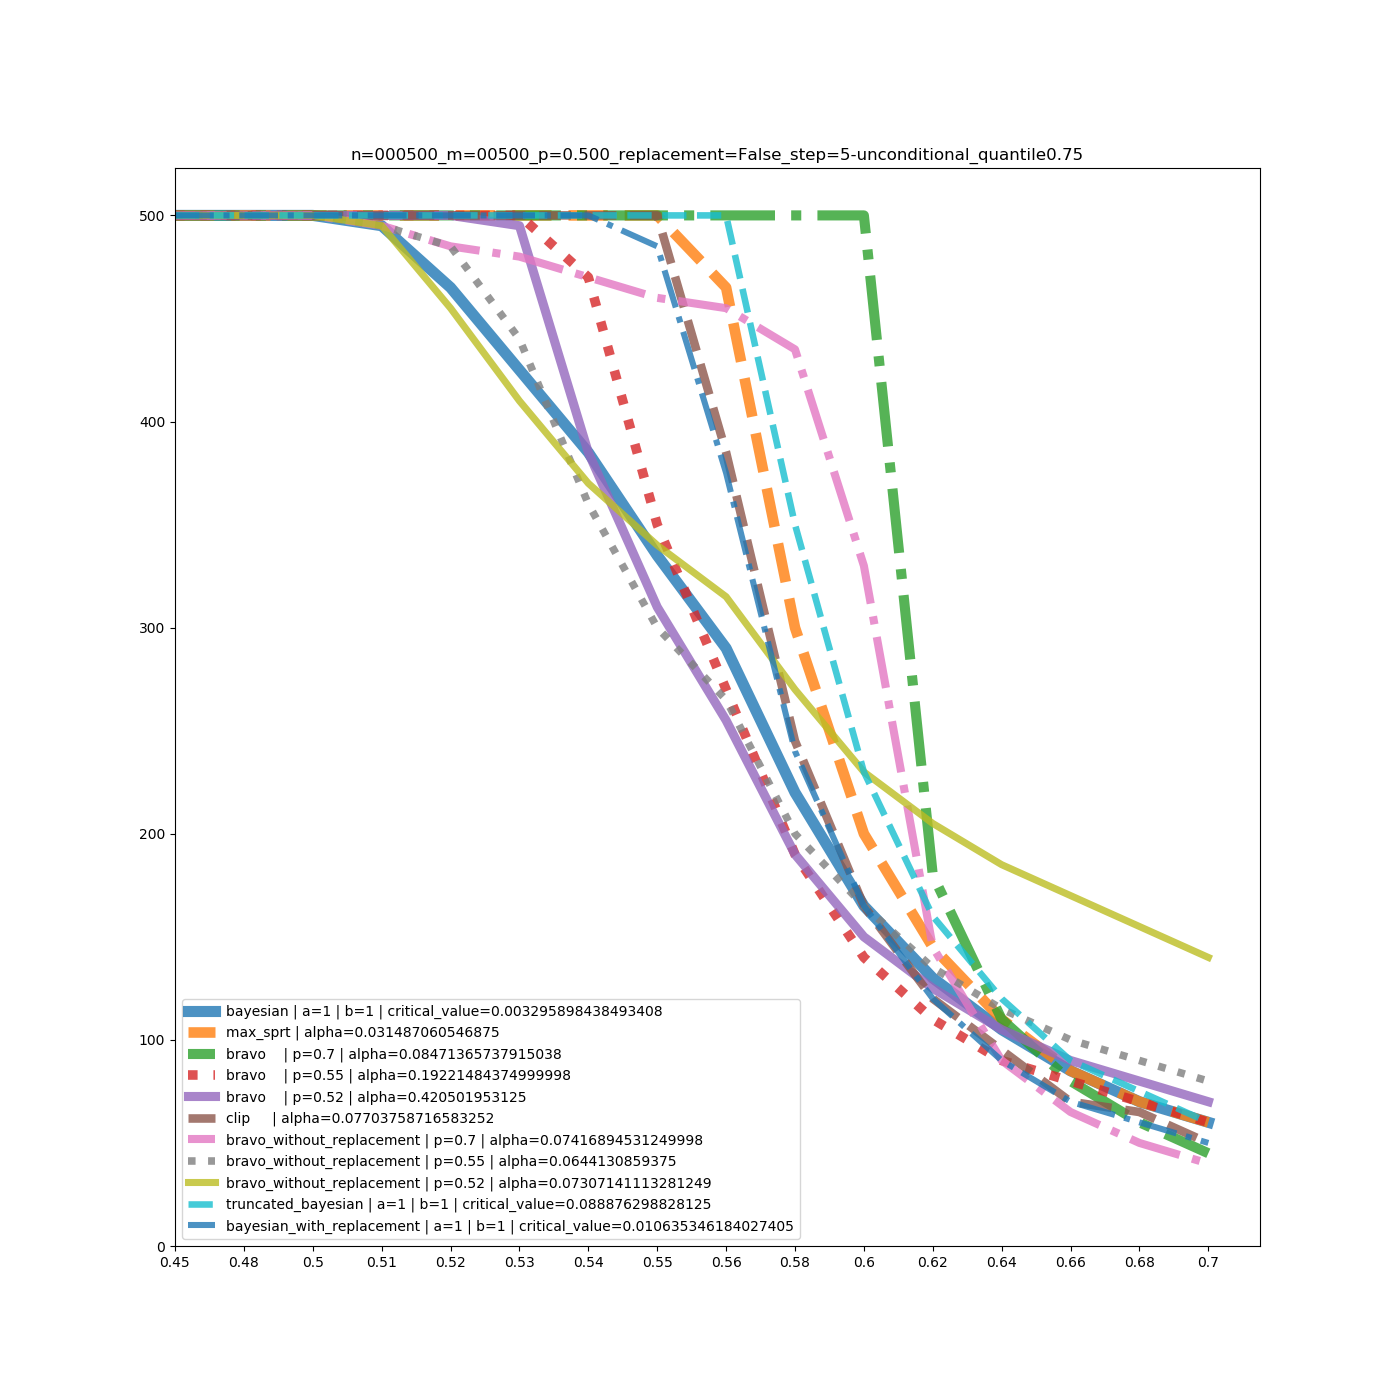 n=000500_m=00500_p=0.500_replacement=False_step=5-unconditional_quantile0.75
500
400
300
200
100
0
bayesian | a=1 | b=1 | critical_value=0.003295898438493408
max_sprt | alpha=0.031487060546875
bravo | p=0.7 | alpha=0.08471365737915038
bravo | p=0.55 | alpha=0.19221484374999998
bravo | p=0.52 | alpha=0.420501953125
clip | alpha=0.07703758716583252
bravo_without_replacement | p=0.7 | alpha=0.07416894531249998
bravo_without_replacement | p=0.55 | alpha=0.0644130859375
bravo_without_replacement | p=0.52 | alpha=0.07307141113281249
truncated_bayesian | a=1 | b=1 | critical_value=0.088876298828125
bayesian_with_replacement | a=1 | b=1 | critical_value=0.010635346184027405
0.45 0.48 0.5 0.51 0.52 0.53 0.54 0.55 0.56 0.58 0.6 0.62 0.64 0.66 0.68 0.7